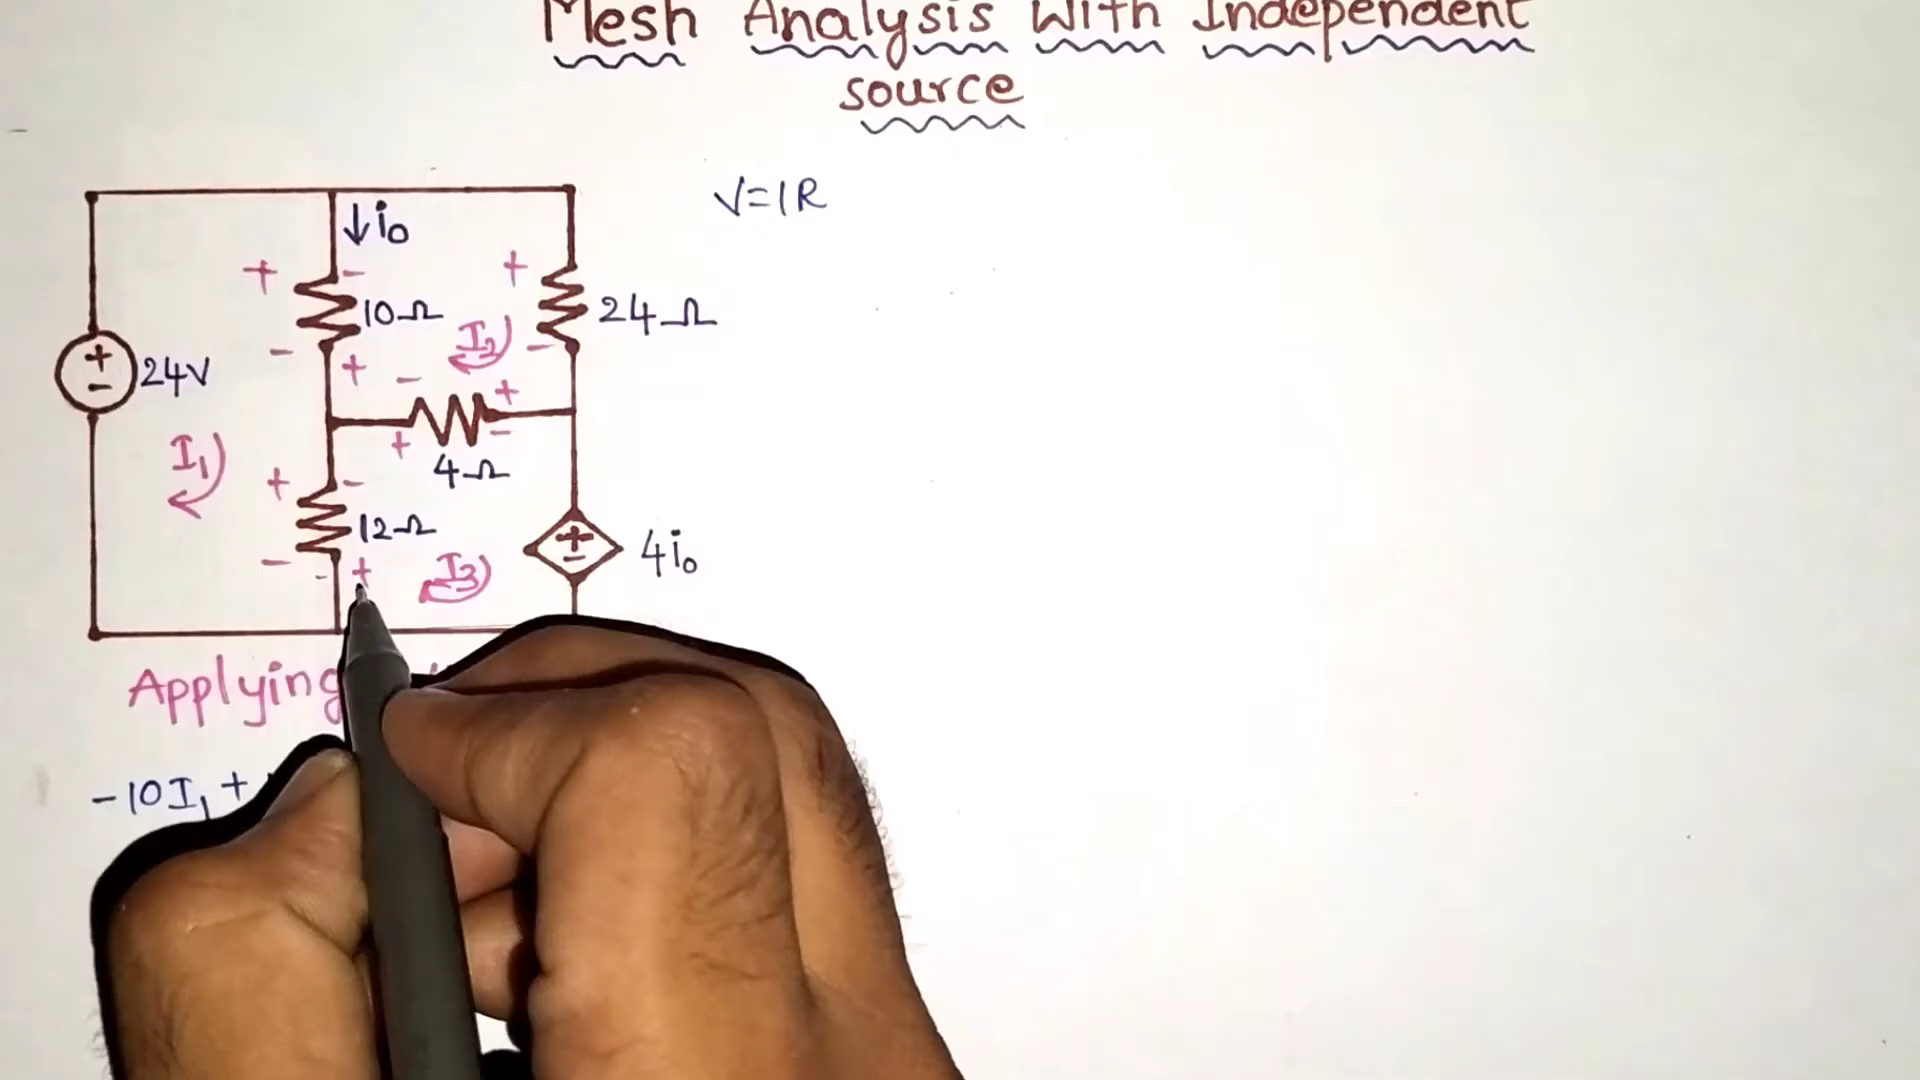 Mesh Analysis With Independent
source
V=IR
↓i₀
+ -
+
10Ω
24Ω
I₂
- + - -
+
24V
+
-
+ -
4Ω
I₁
+ -
12Ω
+
-
4i₀
- - +
I₃
Applying
-10I₁ +